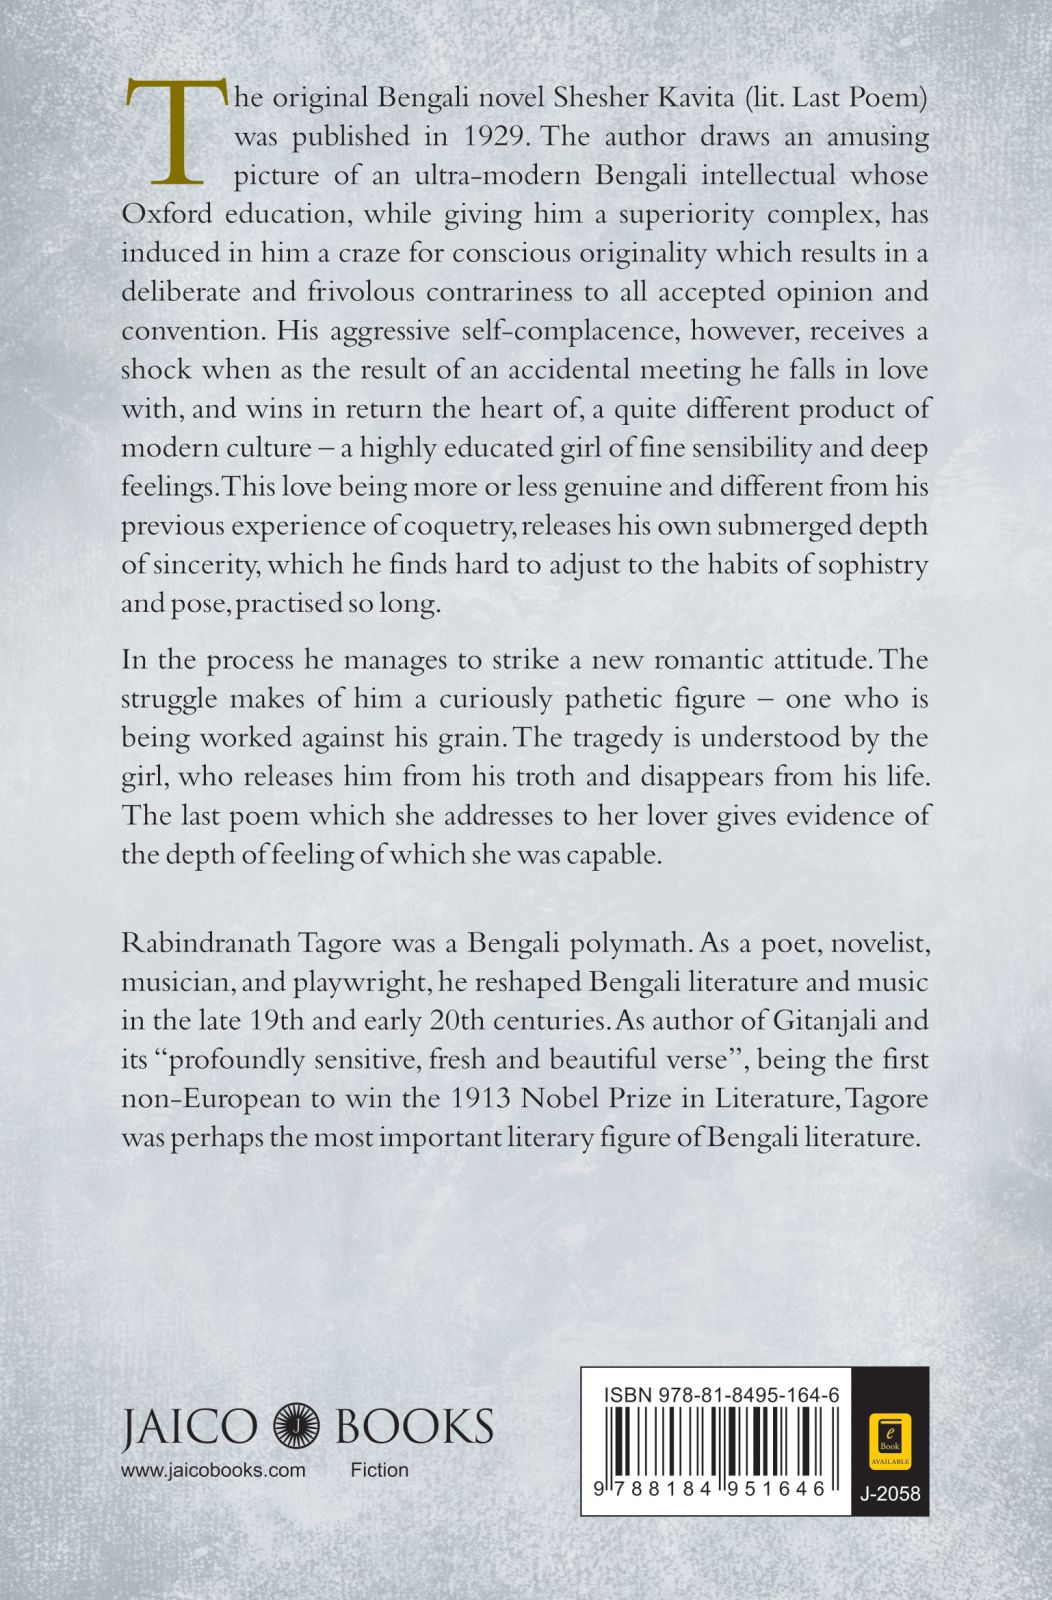 The original Bengali novel Shesher Kavita (lit. Last Poem)
was published in 1929. The author draws an amusing
picture of an ultra-modern Bengali intellectual whose
Oxford education, while giving him a superiority complex, has
induced in him a craze for conscious originality which results in a
deliberate and frivolous contrariness to all accepted opinion and
convention. His aggressive self-complacence, however, receives a
shock when as the result of an accidental meeting he falls in love
with, and wins in return the heart of, a quite different product of
modern culture – a highly educated girl of fine sensibility and deep
feelings. This love being more or less genuine and different from his
previous experience of coquetry, releases his own submerged depth
of sincerity, which he finds hard to adjust to the habits of sophistry
and pose, practised so long.
In the process he manages to strike a new romantic attitude. The
struggle makes of him a curiously pathetic figure – one who is
being worked against his grain. The tragedy is understood by the
girl, who releases him from his troth and disappears from his life.
The last poem which she addresses to her lover gives evidence of
the depth of feeling of which she was capable.
Rabindranath Tagore was a Bengali polymath. As a poet, novelist,
musician, and playwright, he reshaped Bengali literature and music
in the late 19th and early 20th centuries. As author of Gitanjali and
its “profoundly sensitive, fresh and beautiful verse”, being the first
non-European to win the 1913 Nobel Prize in Literature, Tagore
was perhaps the most important literary figure of Bengali literature.
JAICO J BOOKS
www.jaicobooks.com Fiction
ISBN 978-81-8495-164-6
9 788184 951646
e
Book
AVAILABLE
J-2058